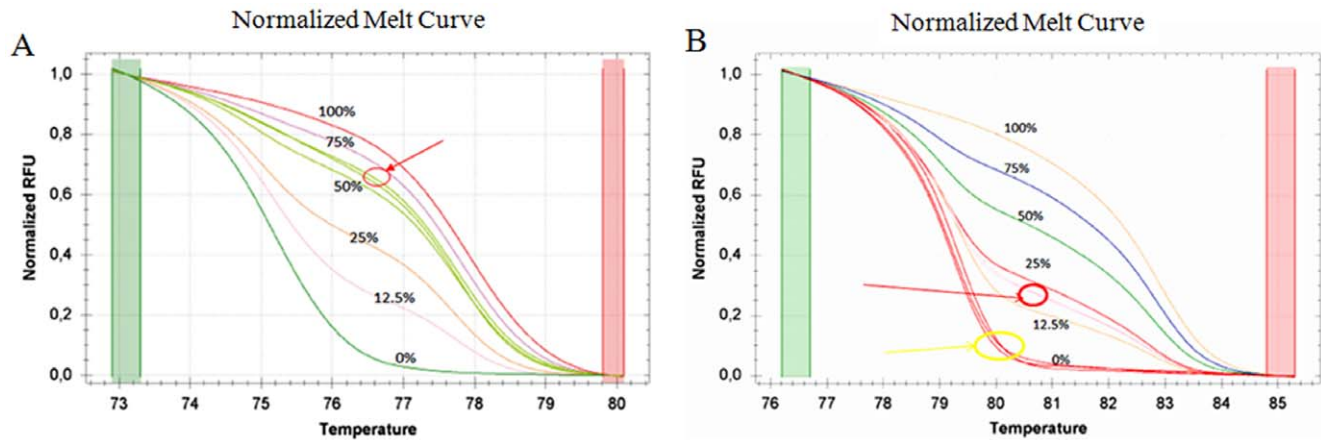 A
Normalized Melt Curve
Normalized RFU
1,0
0,8
0,6
0,4
0,2
0,0
100%
75%
50%
25%
12.5%
0%
73 74 75 76 77 78 79 80
Temperature
B
Normalized Melt Curve
Normalized RFU
1,0
0,8
0,6
0,4
0,2
0,0
100%
75%
50%
25%
12.5%
0%
76 77 78 79 80 81 82 83 84 85
Temperature